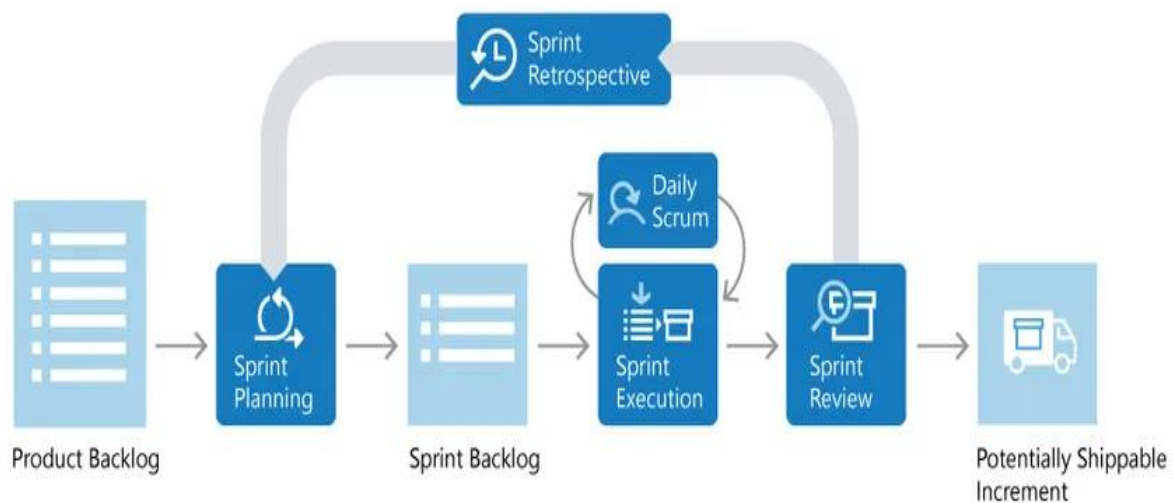 Sprint
Retrospective
Daily
Scrum
Sprint
Planning
Sprint
Execution
Sprint
Review
Product Backlog
Sprint Backlog
Potentially Shippable
Increment